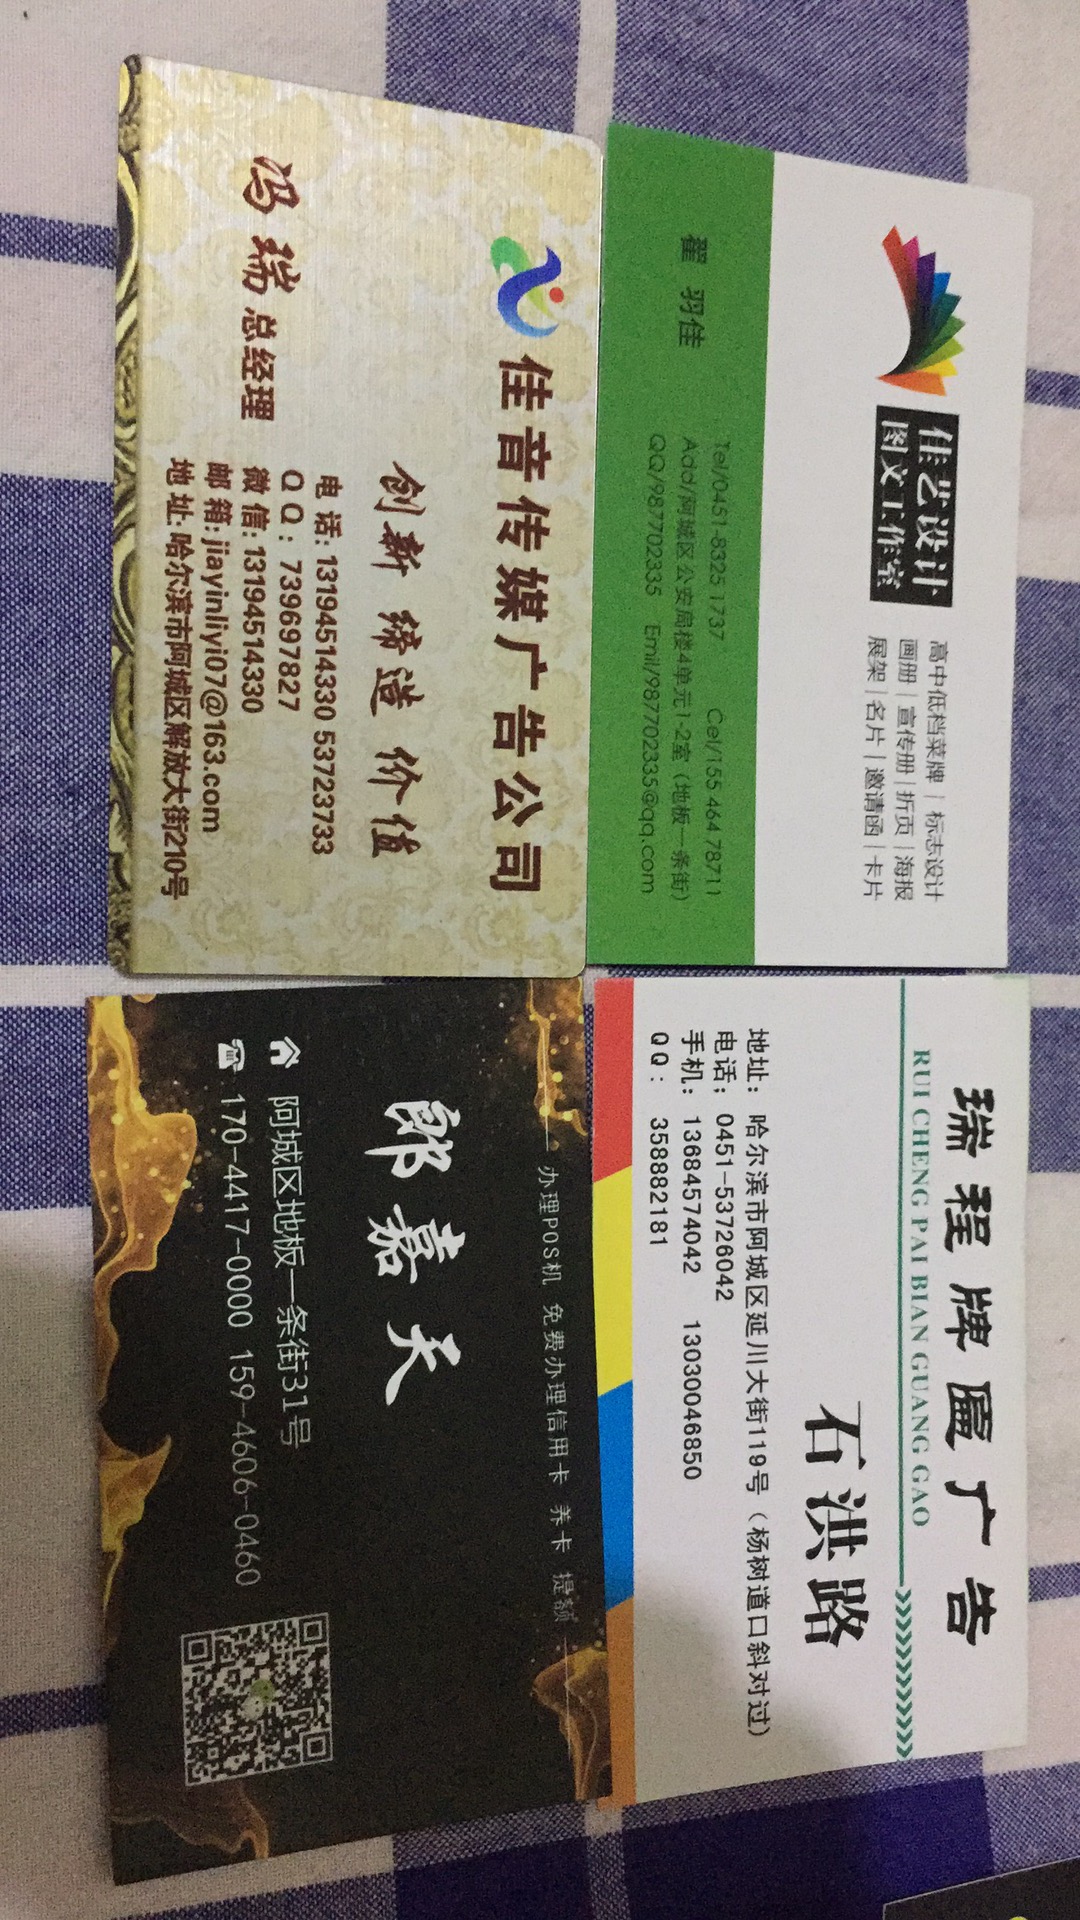 佳艺设计
图文工作室
高中低档菜牌 | 标志设计
画册 | 宣传册 | 折页 | 海报
展架 | 名片 | 邀请函 | 卡片
翟 羽佳
Tel/0451-8325 1737 Cel/155 464 78711
Add/阿城区公安局楼4单元1-2室（地板一条街）
QQ/987702335 Emil/987702335@qq.com
佳音传媒广告公司
创新 缔造 价值
冯瑞 总经理
电 话: 13194514330 53723733
Q Q : 739697827
微 信: 13194514330
邮 箱: jiayinliyi07@163.com
地 址: 哈尔滨市阿城区解放大街210号
瑞程牌匾广告
RUI CHENG PAI BIAN GUANG GAO
石洪路
地址： 哈尔滨市阿城区延川大街119号（杨树道口斜对过）
电话：0451-53726042
手机：13684574042 13030046850
QQ： 358882181
办理POS机 免费办理信用卡 养卡 提额
郎嘉天
阿城区地板一条街31号
170-4417-0000 159-4606-0460